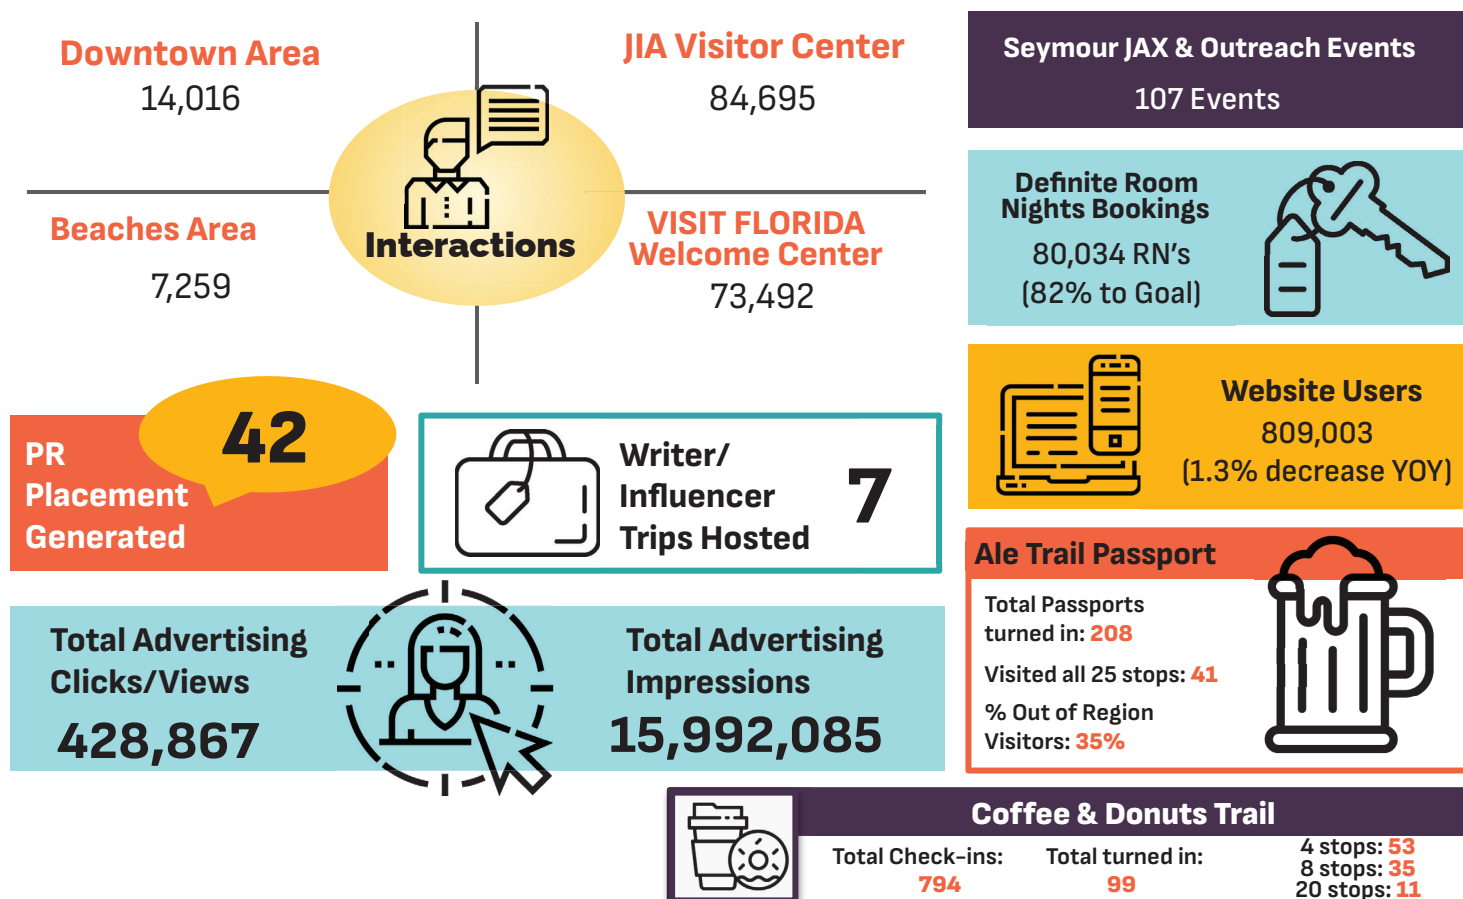 Downtown Area
14,016
JIA Visitor Center
84,695
Interactions
Beaches Area
7,259
VISIT FLORIDA
Welcome Center
73,492
Seymour JAX & Outreach Events
107 Events
Definite Room
Nights Bookings
80,034 RN's
(82% to Goal)
Website Users
809,003
(1.3% decrease YOY)
PR
Placement
Generated
42
Writer/
Influencer
Trips Hosted
7
Total Advertising
Clicks/Views
428,867
Total Advertising
Impressions
15,992,085
Ale Trail Passport
Total Passports
turned in: 208
Visited all 25 stops: 41
% Out of Region
Visitors: 35%
Coffee & Donuts Trail
Total Check-ins:
794
Total turned in:
99
4 stops: 53
8 stops: 35
20 stops: 11